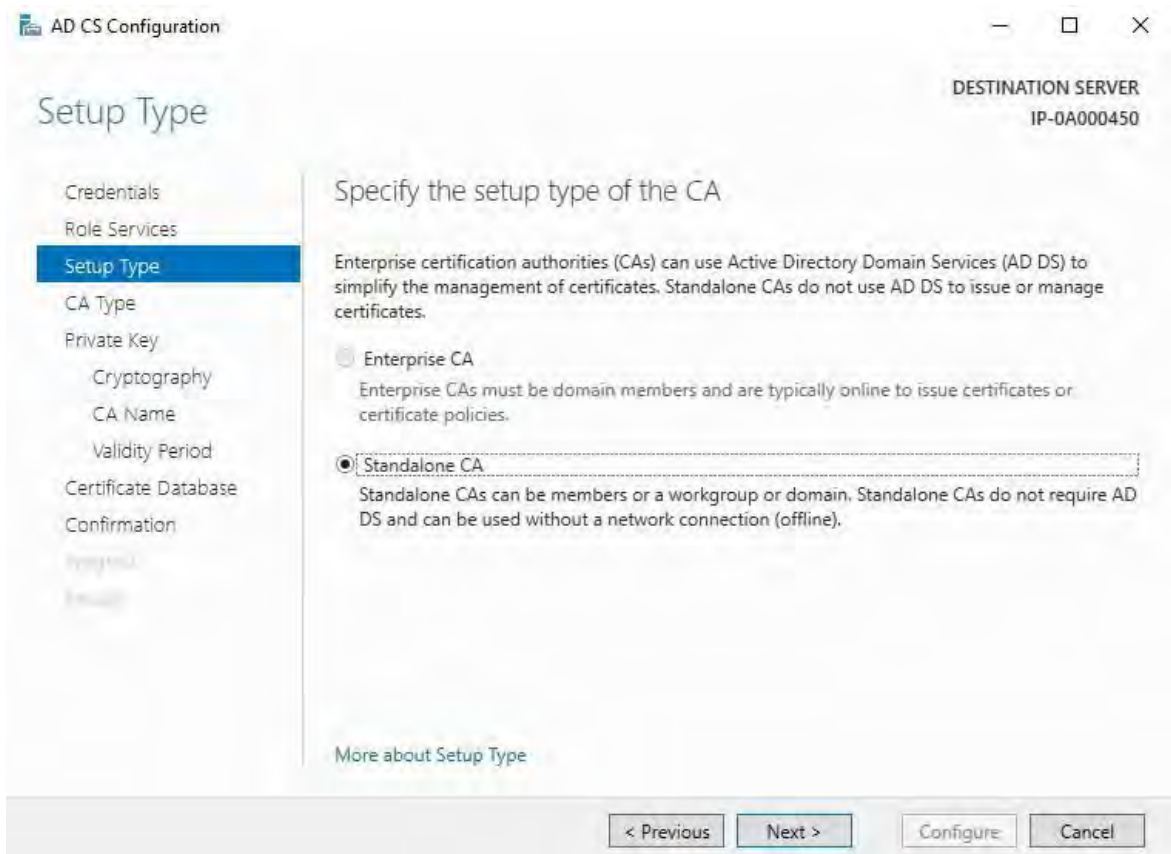 AD CS Configuration
Setup Type
DESTINATION SERVER
IP-0A000450
Credentials
Role Services
Setup Type
CA Type
Private Key
Cryptography
CA Name
Validity Period
Certificate Database
Confirmation
Specify the setup type of the CA
Enterprise certification authorities (CAs) can use Active Directory Domain Services (AD DS) to
simplify the management of certificates. Standalone CAs do not use AD DS to issue or manage
certificates.
Enterprise CA
Enterprise CAs must be domain members and are typically online to issue certificates or
certificate policies.
Standalone CA
Standalone CAs can be members or a workgroup or domain. Standalone CAs do not require AD
DS and can be used without a network connection (offline).
More about Setup Type
< Previous
Next >
Configure
Cancel